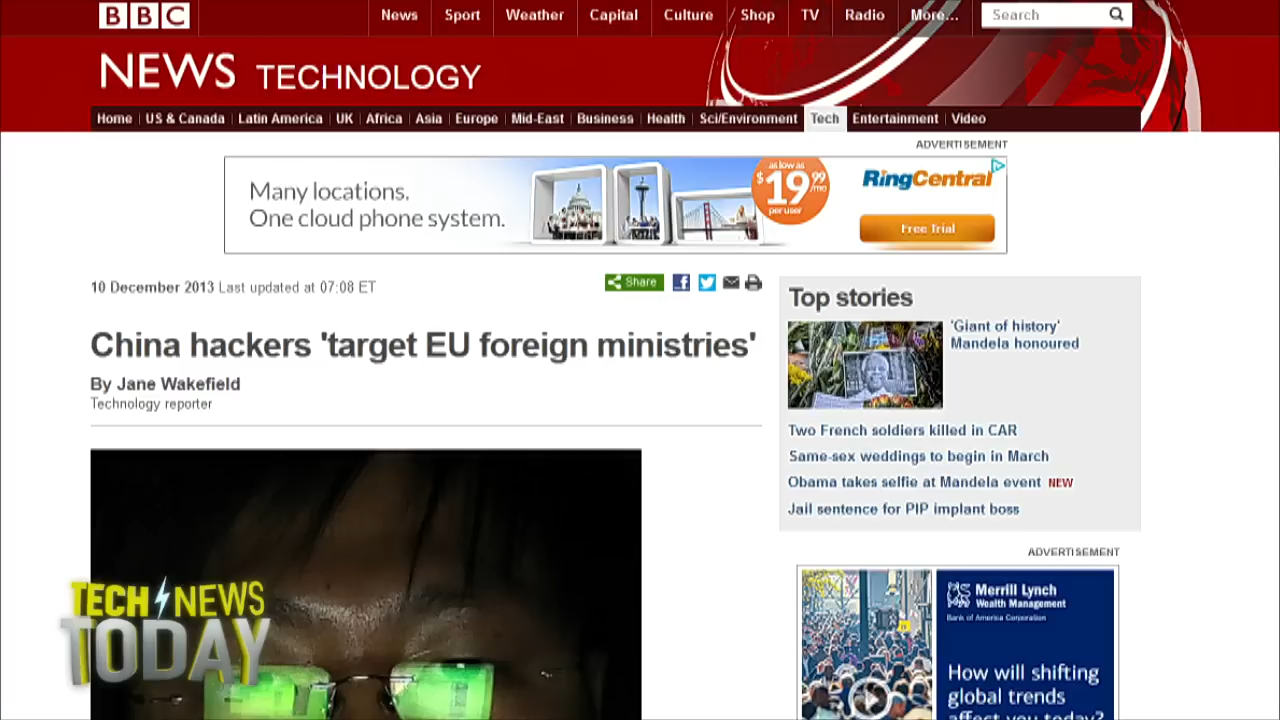 BBC
News
Sport
Weather
Capital
Culture
Shop
TV
Radio
More...
Search
NEWS TECHNOLOGY
Home
US & Canada
Latin America
UK
Africa
Asia
Europe
Mid-East
Business
Health
Sci/Environment
Tech
Entertainment
Video
ADVERTISEMENT
Many locations.
One cloud phone system.
as low as
$19.99/mo
per user
RingCentral
Free Trial
10 December 2013 Last updated at 07:08 ET
Share
China hackers 'target EU foreign ministries'
By Jane Wakefield
Technology reporter
Top stories
'Giant of history'
Mandela honoured
Two French soldiers killed in CAR
Same-sex weddings to begin in March
Obama takes selfie at Mandela event NEW
Jail sentence for PIP implant boss
ADVERTISEMENT
Merrill Lynch
Wealth Management
Bank of America Corporation
How will shifting
global trends
affect you today?
TECH NEWS
TODAY